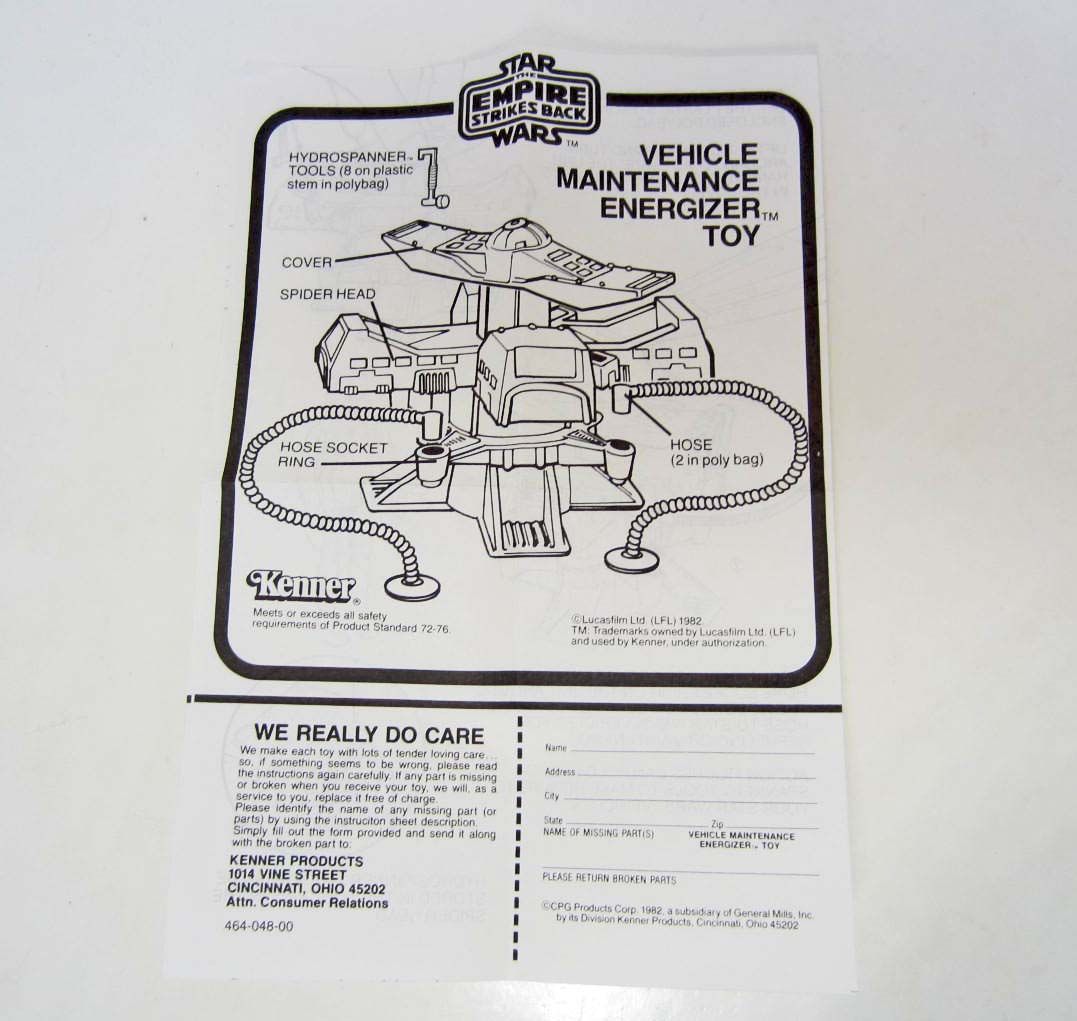 STAR
THE
EMPIRE
STRIKES BACK
WARS TM
VEHICLE
MAINTENANCE
ENERGIZER TM
TOY
HYDROSPANNER™
TOOLS (8 on plastic
stem in polybag)
COVER
SPIDER HEAD
HOSE SOCKET
RING
HOSE
(2 in poly bag)
Kenner®
Meets or exceeds all safety
requirements of Product Standard 72-76.
©Lucasfilm Ltd. (LFL) 1982.
TM: Trademarks owned by Lucasfilm Ltd. (LFL)
and used by Kenner, under authorization.
WE REALLY DO CARE
We make each toy with lots of tender loving care...
so, if something seems to be wrong, please read
the instructions again carefully. If any part is missing
or broken when you receive your toy, we will, as a
service to you, replace it free of charge.
Please identify the name of any missing part (or
parts) by using the instruciton sheet description.
Simply fill out the form provided and send it along
with the broken part to:
KENNER PRODUCTS
1014 VINE STREET
CINCINNATI, OHIO 45202
Attn. Consumer Relations
464-048-00
Name
Address
City
State Zip
NAME OF MISSING PART(S) VEHICLE MAINTENANCE
ENERGIZER™ TOY
PLEASE RETURN BROKEN PARTS
©CPG Products Corp. 1982, a subsidiary of General Mills, Inc.
by its Division Kenner Products, Cincinnati, Ohio 45202